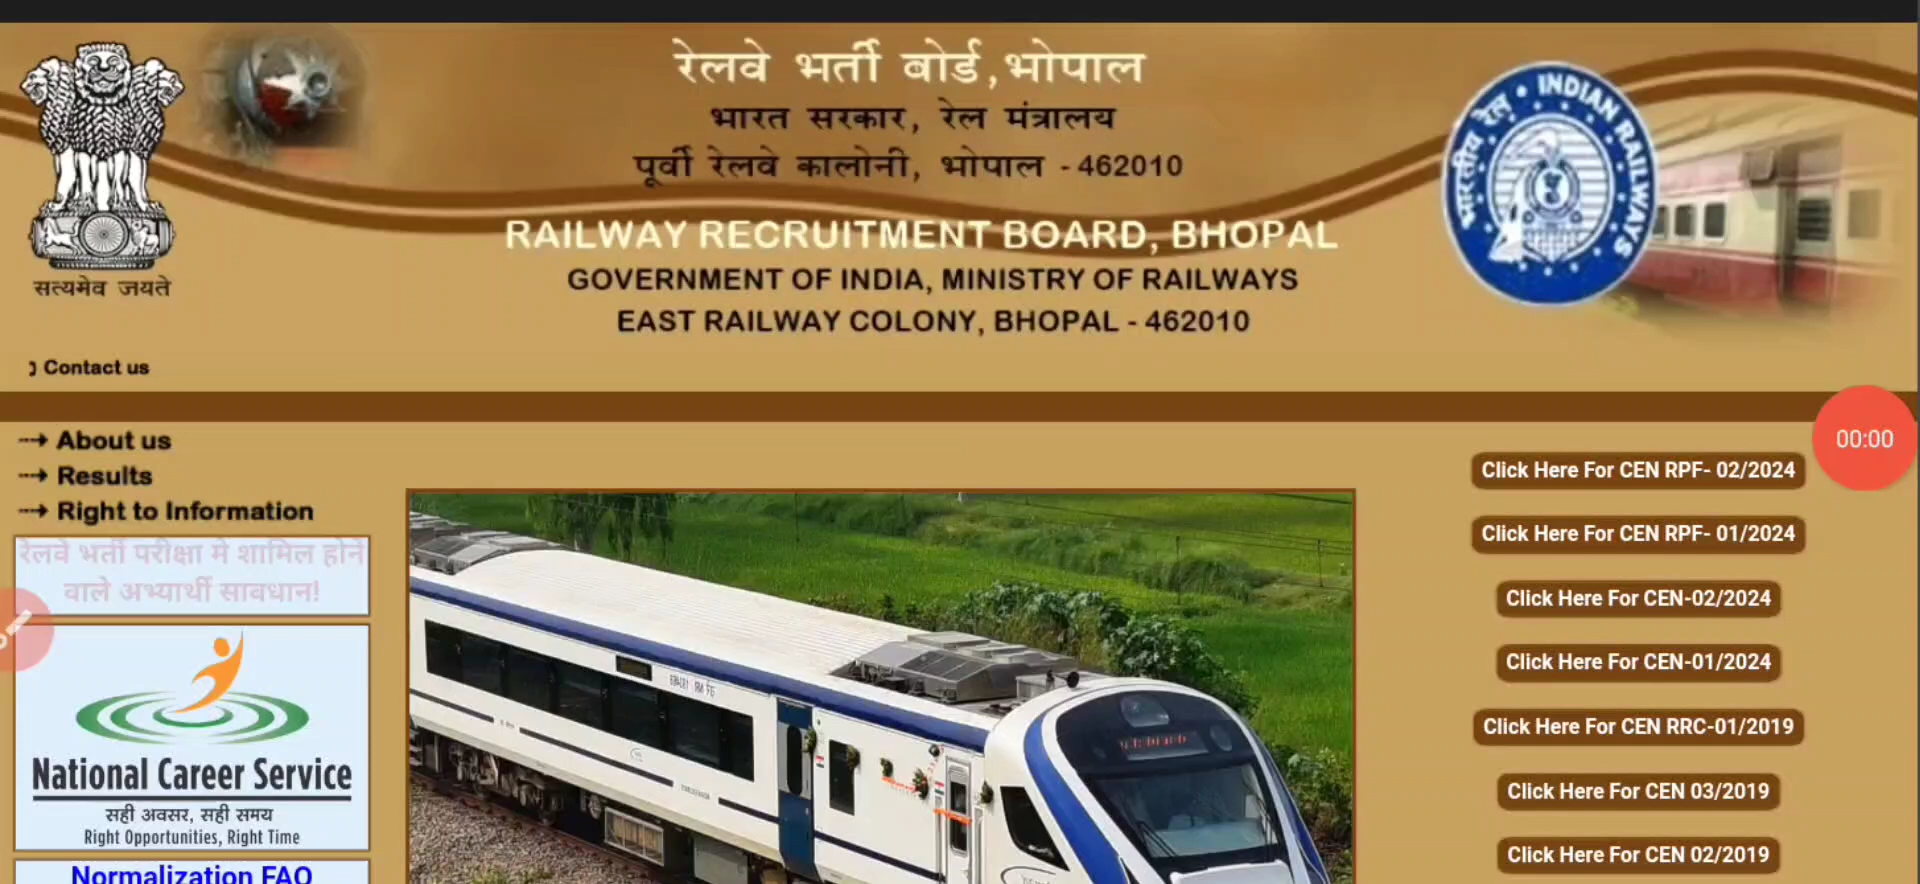 रेलवे भर्ती बोर्ड,भोपाल
भारत सरकार, रेल मंत्रालय
पूर्वी रेलवे कालोनी, भोपाल - 462010
RAILWAY RECRUITMENT BOARD, BHOPAL
GOVERNMENT OF INDIA, MINISTRY OF RAILWAYS
EAST RAILWAY COLONY, BHOPAL - 462010
सत्यमेव जयते
भारतीय रेल • INDIAN RAILWAYS
Contact us
About us
Results
Right to Information
रेलवे भर्ती परीक्षा मे शामिल होने
वाले अभ्यार्थी सावधान!
National Career Service
सही अवसर, सही समय
Right Opportunities, Right Time
Normalization FAQ
00:00
Click Here For CEN RPF- 02/2024
Click Here For CEN RPF- 01/2024
Click Here For CEN-02/2024
Click Here For CEN-01/2024
Click Here For CEN RRC-01/2019
Click Here For CEN 03/2019
Click Here For CEN 02/2019